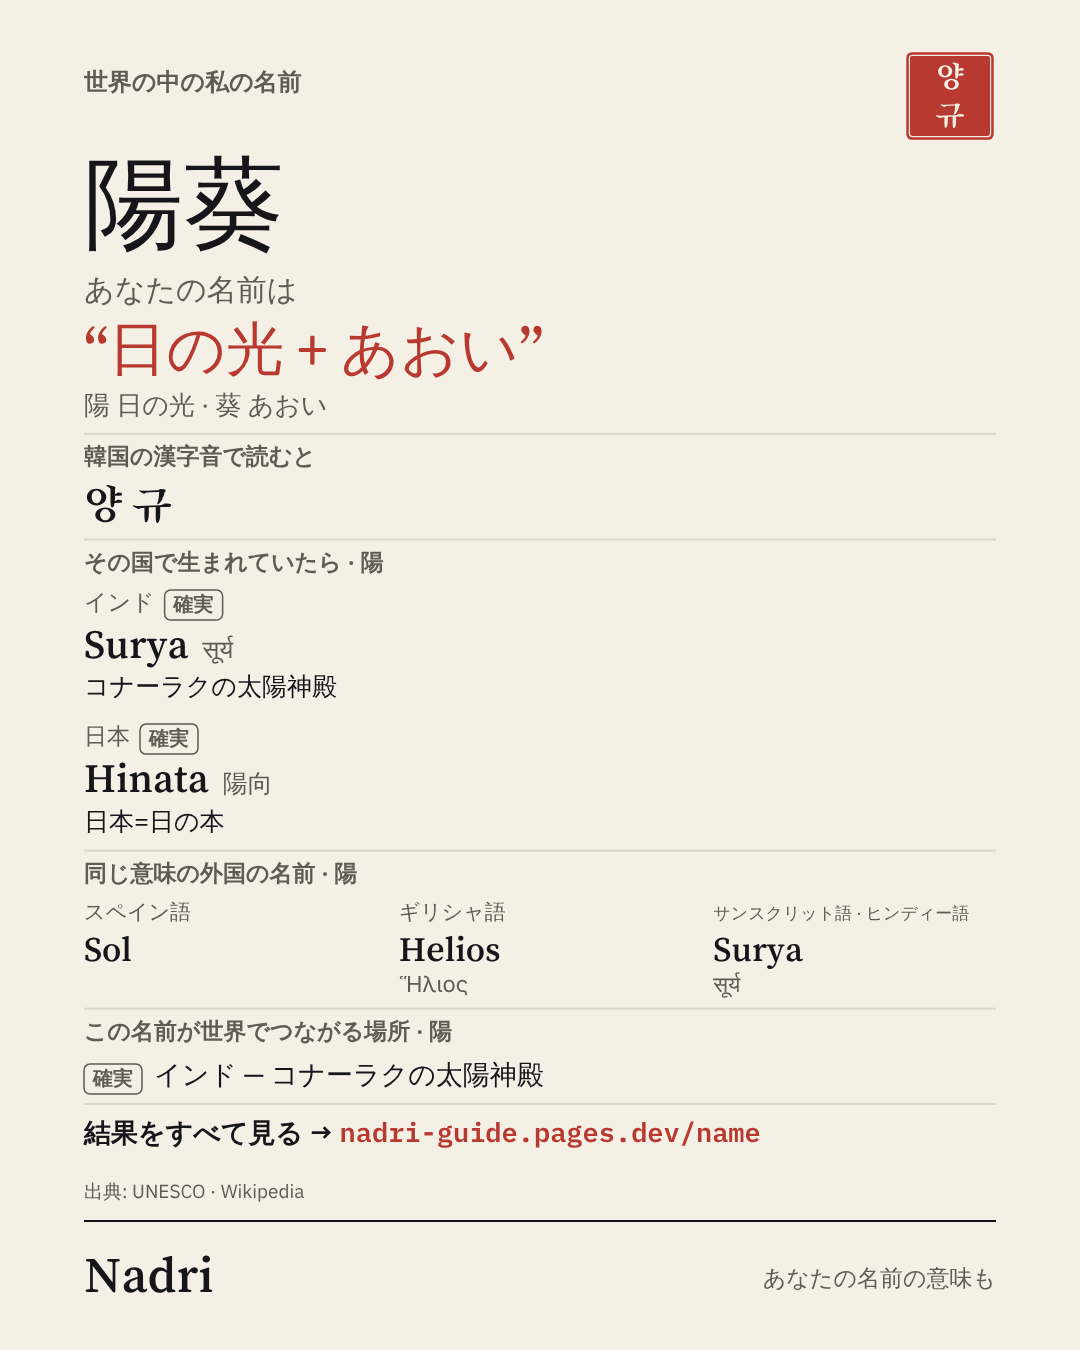 世界の中の私の名前
양
규
陽葵
あなたの名前は
“日の光 + あおい”
陽 日の光 · 葵 あおい
韓国の漢字音で読むと
양 규
その国で生まれていたら · 陽
インド 確実
Surya सूर्य
コナーラクの太陽神殿
日本 確実
Hinata 陽向
日本=日の本
同じ意味の外国の名前 · 陽
スペイン語 ギリシャ語 サンスクリット語 · ヒンディー語
Sol Helios Surya
Ἥλιος सूर्य
この名前が世界でつながる場所 · 陽
確実 インド — コナーラクの太陽神殿
結果をすべて見る → nadri-guide.pages.dev/name
出典: UNESCO · Wikipedia
Nadri あなたの名前の意味も